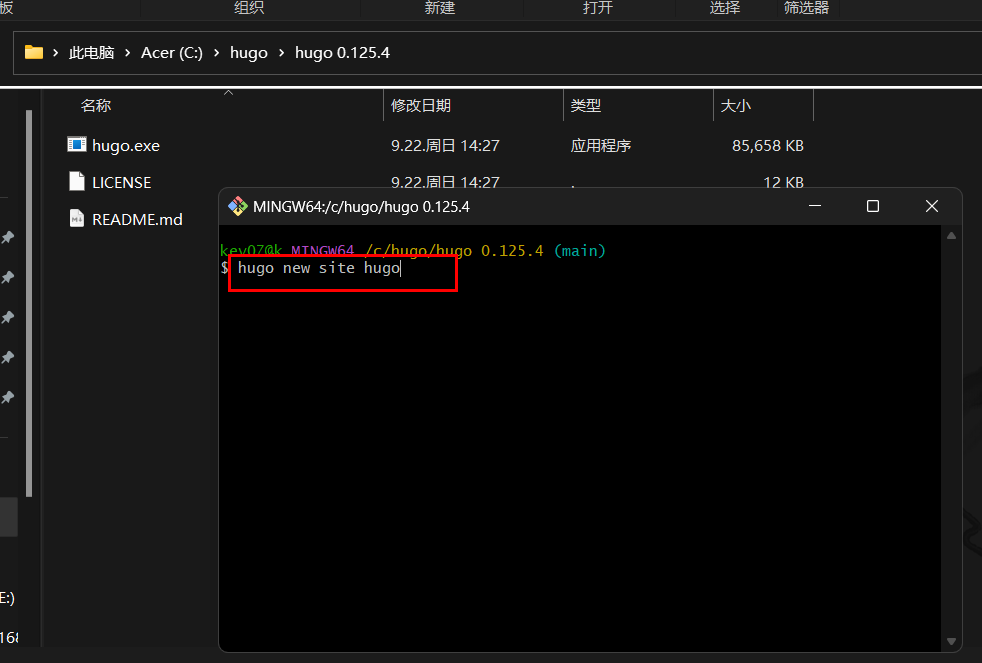 板 组织 新建 打开 选择 筛选器
此电脑 › Acer (C:) › hugo › hugo 0.125.4
名称 修改日期 类型 大小
hugo.exe 9.22.周日 14:27 应用程序 85,658 KB
LICENSE 9.22.周日 14:27 . 12 KB
MINGW64:/c/hugo/hugo 0.125.4
README.md
MINGW64 /c/hugo/hugo 0.125.4 (main)
$ hugo new site hugo
E:)
168